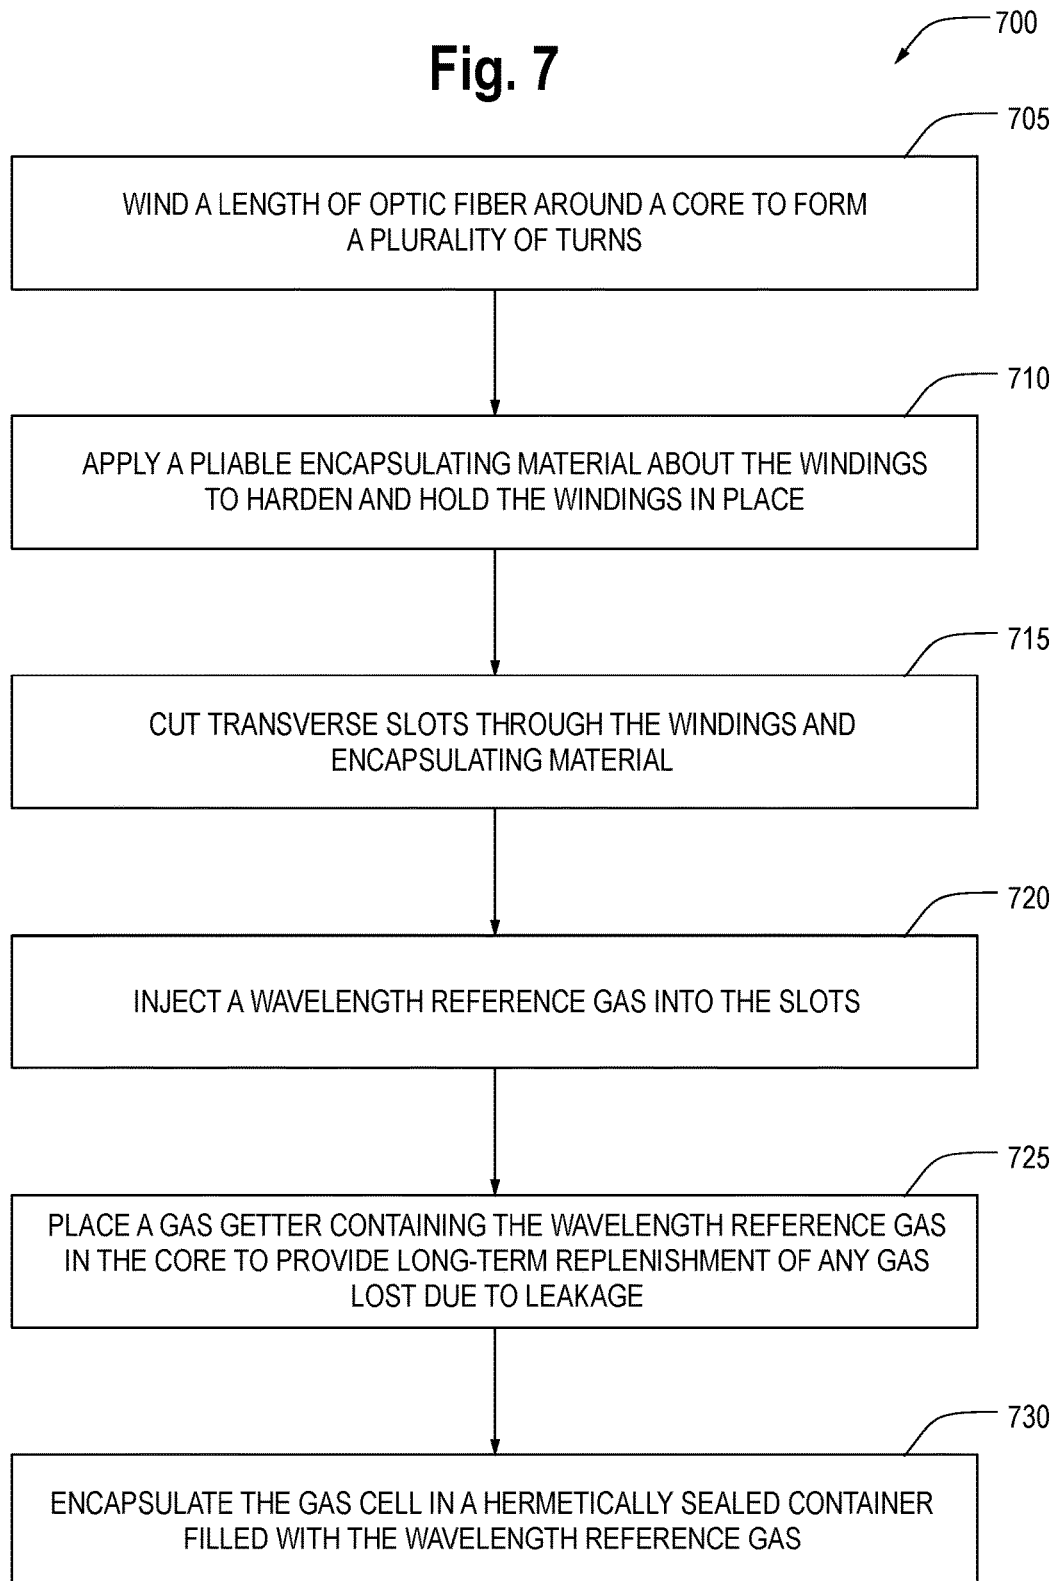 700
Fig. 7
705
WIND A LENGTH OF OPTIC FIBER AROUND A CORE TO FORM
A PLURALITY OF TURNS
710
APPLY A PLIABLE ENCAPSULATING MATERIAL ABOUT THE WINDINGS
TO HARDEN AND HOLD THE WINDINGS IN PLACE
715
CUT TRANSVERSE SLOTS THROUGH THE WINDINGS AND
ENCAPSULATING MATERIAL
720
INJECT A WAVELENGTH REFERENCE GAS INTO THE SLOTS
725
PLACE A GAS GETTER CONTAINING THE WAVELENGTH REFERENCE GAS
IN THE CORE TO PROVIDE LONG-TERM REPLENISHMENT OF ANY GAS
LOST DUE TO LEAKAGE
730
ENCAPSULATE THE GAS CELL IN A HERMETICALLY SEALED CONTAINER
FILLED WITH THE WAVELENGTH REFERENCE GAS